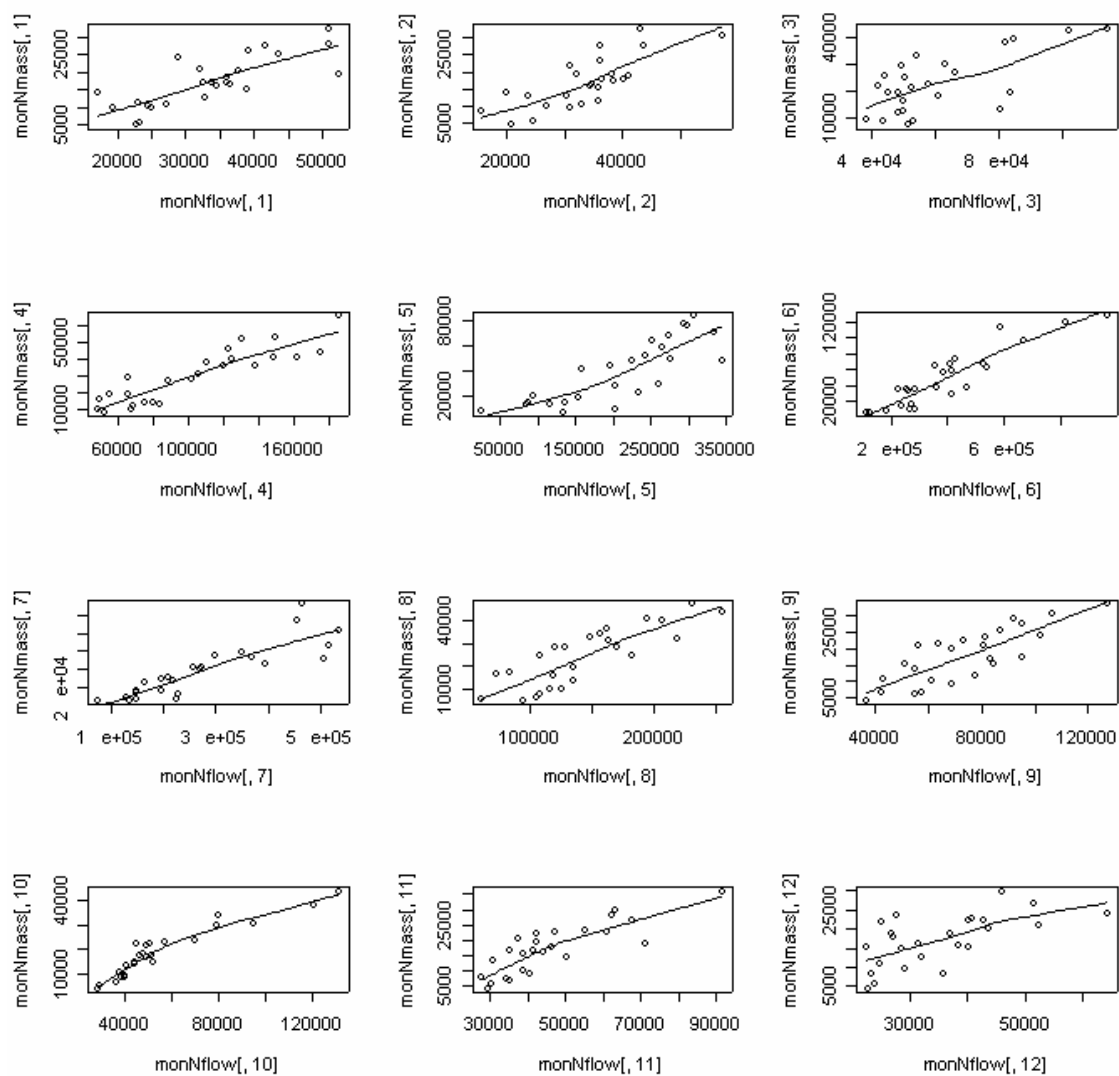 monNmass[, 1]
5000 25000
20000 30000 40000 50000
monNflow[, 1]
monNmass[, 2]
5000 25000
20000 40000
monNflow[, 2]
monNmass[, 3]
10000 40000
4 e+04 8 e+04
monNflow[, 3]
monNmass[, 4]
10000 50000
60000 100000 160000
monNflow[, 4]
monNmass[, 5]
20000 80000
50000 150000 250000 350000
monNflow[, 5]
monNmass[, 6]
20000 120000
2 e+05 6 e+05
monNflow[, 6]
monNmass[, 7]
2 e+04
1 e+05 3 e+05 5 e+05
monNflow[, 7]
monNmass[, 8]
10000 40000
100000 200000
monNflow[, 8]
monNmass[, 9]
5000 25000
40000 80000 120000
monNflow[, 9]
monNmass[, 10]
10000 40000
40000 80000 120000
monNflow[, 10]
monNmass[, 11]
5000 25000
30000 50000 70000 90000
monNflow[, 11]
monNmass[, 12]
5000 25000
30000 50000
monNflow[, 12]